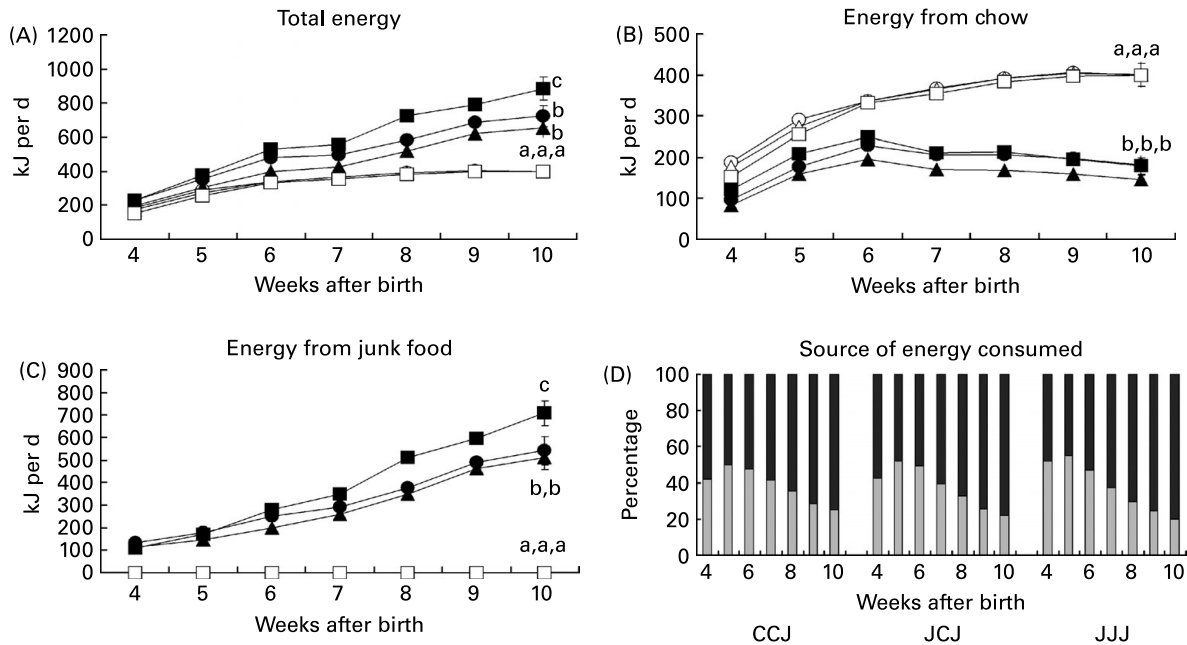 (A)
Total energy
1200
1000
800
600
400
200
0
kJ per d
c
b
b
a,a,a
4 5 6 7 8 9 10
Weeks after birth
(B)
Energy from chow
500
400
300
200
100
0
kJ per d
a,a,a
b,b,b
4 5 6 7 8 9 10
Weeks after birth
(C)
Energy from junk food
900
800
700
600
500
400
300
200
100
0
kJ per d
c
b,b
a,a,a
4 5 6 7 8 9 10
Weeks after birth
(D)
Source of energy consumed
100
80
60
40
20
0
Percentage
4 6 8 10 4 6 8 10 4 6 8 10
Weeks after birth
CCJ JCJ JJJ